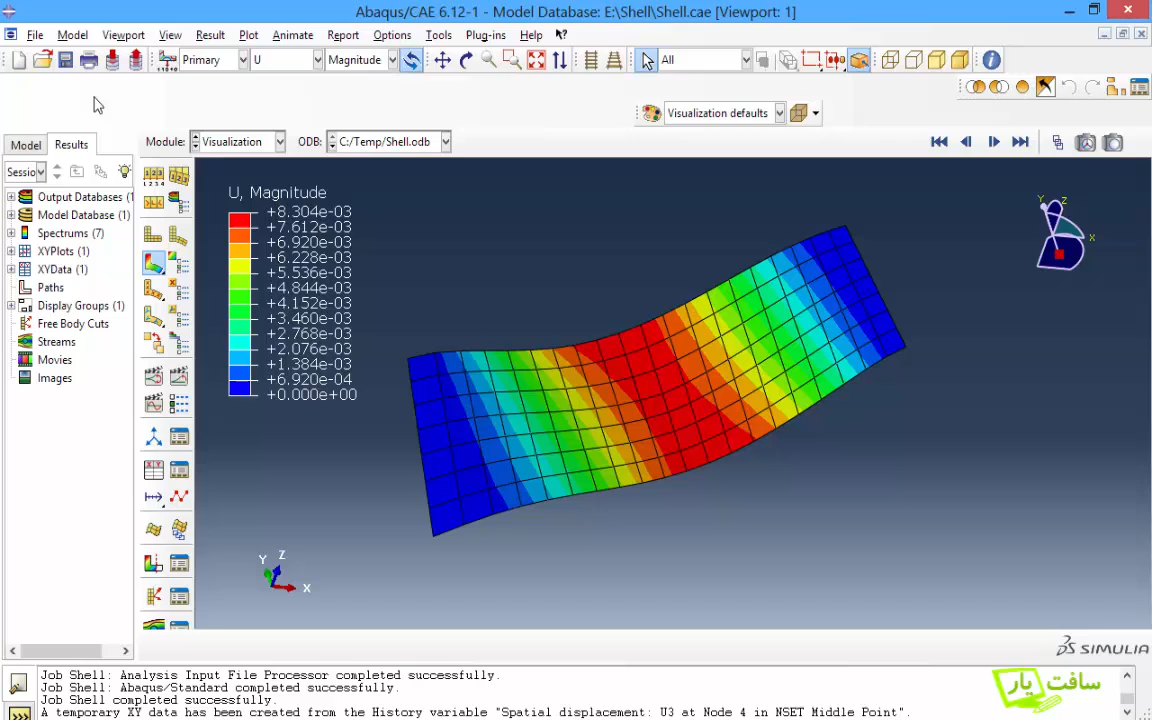 Abaqus/CAE 6.12-1 - Model Database: E:\Shell\Shell.cae [Viewport: 1]
File Model Viewport View Result Plot Animate Report Options Tools Plug-ins Help
Primary U Magnitude All
Visualization defaults
Model Results Module: Visualization ODB: C:/Temp/Shell.odb
Sessio
Output Databases (1
Model Database (1)
Spectrums (7)
XYPlots (1)
XYData (1)
Paths
Display Groups (1)
Free Body Cuts
Streams
Movies
Images
U, Magnitude
+8.304e-03
+7.612e-03
+6.920e-03
+6.228e-03
+5.536e-03
+4.844e-03
+4.152e-03
+3.460e-03
+2.768e-03
+2.076e-03
+1.384e-03
+6.920e-04
+0.000e+00
Y Z
X
Y Z
X
SIMULIA
Job Shell: Analysis Input File Processor completed successfully.
Job Shell: Abaqus/Standard completed successfully.
Job Shell completed successfully.
A temporary XY data has been created from the History variable "Spatial displacement: U3 at Node 4 in NSET Middle Point".
سافت یار